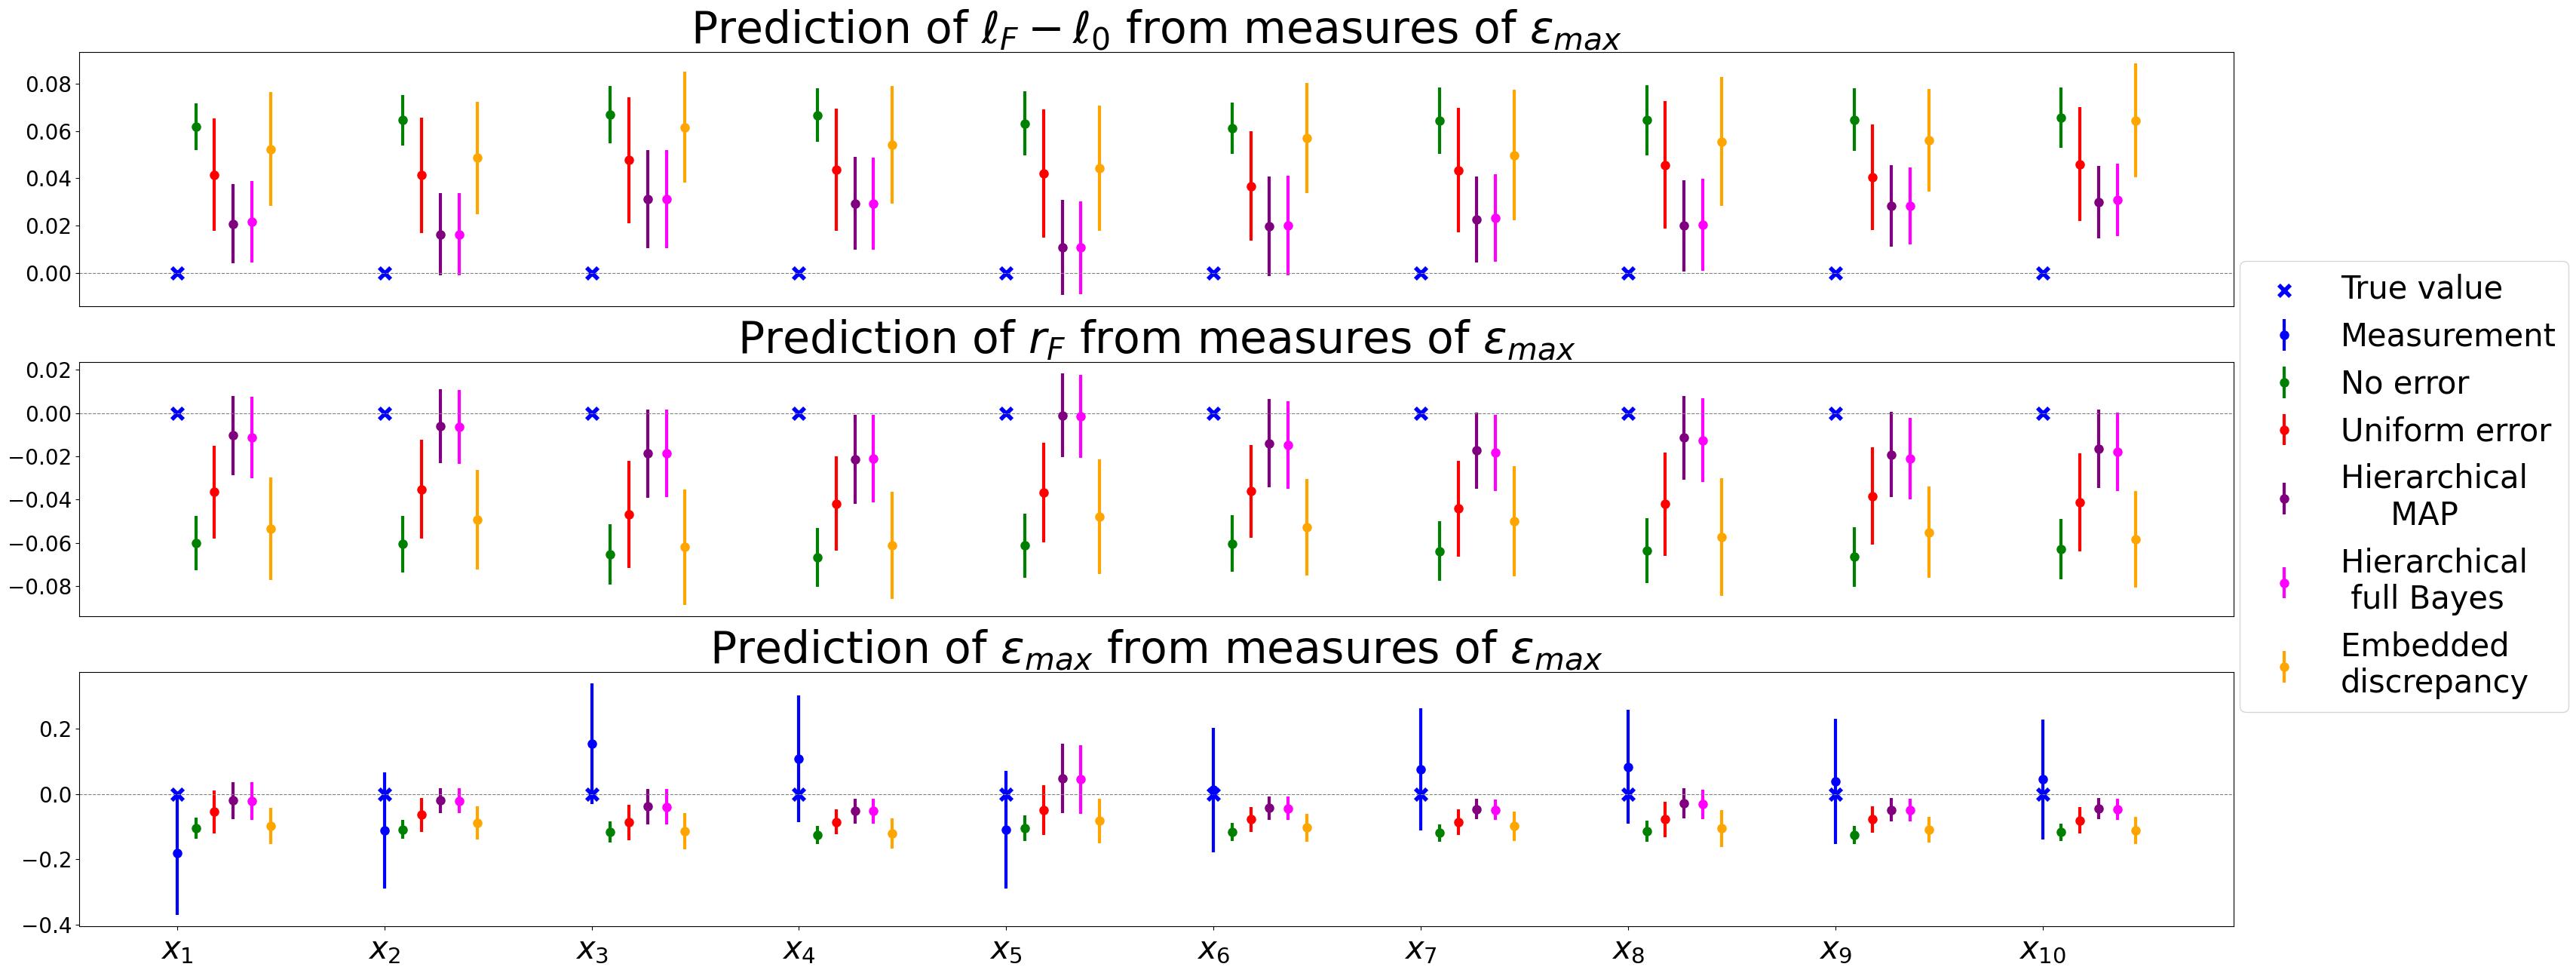 Prediction of ℓ_F − ℓ_0 from measures of ε_max
0.08
0.06
0.04
0.02
0.00
Prediction of r_F from measures of ε_max
0.02
0.00
−0.02
−0.04
−0.06
−0.08
Prediction of ε_max from measures of ε_max
0.2
0.0
−0.2
−0.4
x_1 x_2 x_3 x_4 x_5 x_6 x_7 x_8 x_9 x_10
True value
Measurement
No error
Uniform error
Hierarchical
MAP
Hierarchical
full Bayes
Embedded
discrepancy